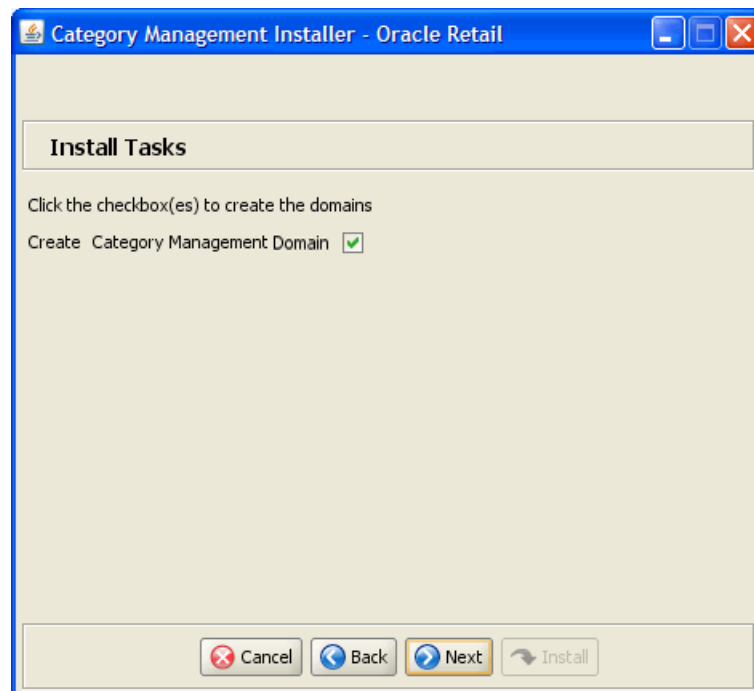 Category Management Installer - Oracle Retail
Install Tasks
Click the checkbox(es) to create the domains
Create Category Management Domain
Cancel Back Next Install